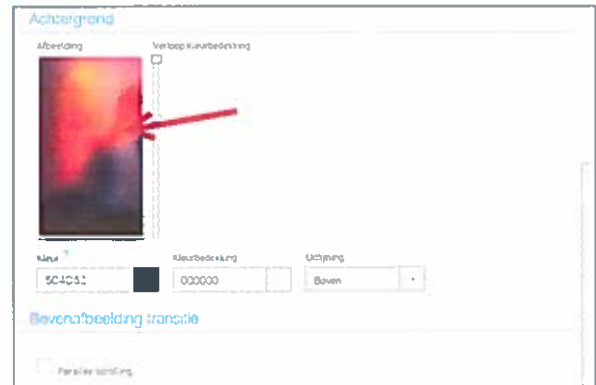 Achtergrond
Afbeelding Verloop kleurbedekking
Kleur Kleurbedekking Uitlijning
000000 Boven
Bovenafbeelding transitie
Parallax scrolling